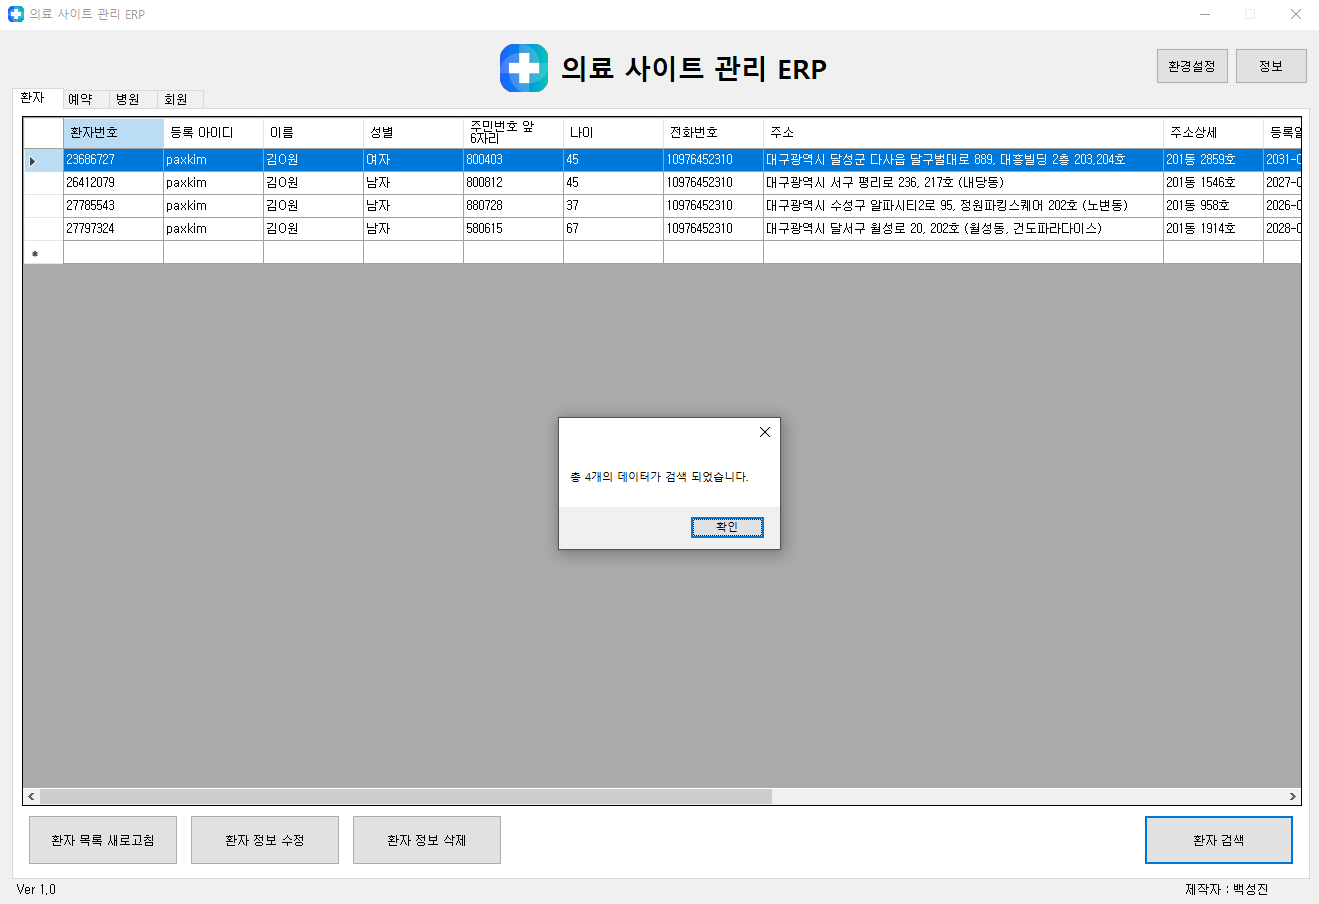 의료 사이트 관리 ERP
의료 사이트 관리 ERP
환경설정 정보
환자 예약 병원 회원
환자번호 등록 아이디 이름 성별 주민번호 앞 6자리 나이 전화번호 주소 주소상세 등록일
23686727 paxkim 김O원 여자 800403 45 10976452310 대구광역시 달성군 다사읍 달구벌대로 889, 대흥빌딩 2층 203,204호 201동 2859호 2031-0
26412079 paxkim 김O원 남자 800812 45 10976452310 대구광역시 서구 평리로 236, 217호 (내당동) 201동 1546호 2027-0
27785543 paxkim 김O원 남자 880728 37 10976452310 대구광역시 수성구 알파시티2로 95, 정원파킹스퀘어 202호 (노변동) 201동 958호 2026-0
27797324 paxkim 김O원 남자 580615 67 10976452310 대구광역시 달서구 월성로 20, 202호 (월성동, 건도파라다이스) 201동 1914호 2028-0
총 4개의 데이터가 검색 되었습니다.
확인
환자 목록 새로고침 환자 정보 수정 환자 정보 삭제 환자 검색
Ver 1.0 제작자 : 백성진